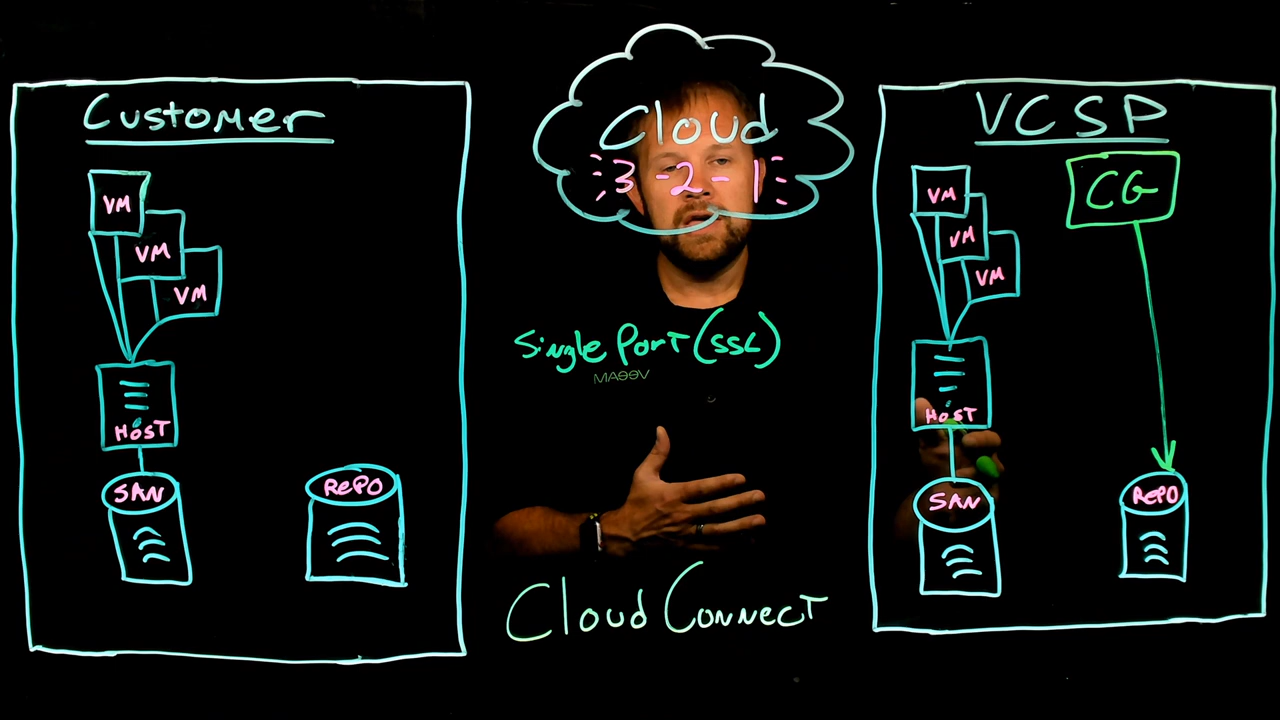 Customer
VM
VM
VM
HOST
SAN
RePO
Cloud
3-2-1
Single Port (SSL)
VEEAM
Cloud Connect
VCSP
CG
VM
VM
VM
HOST
SAN
RePO